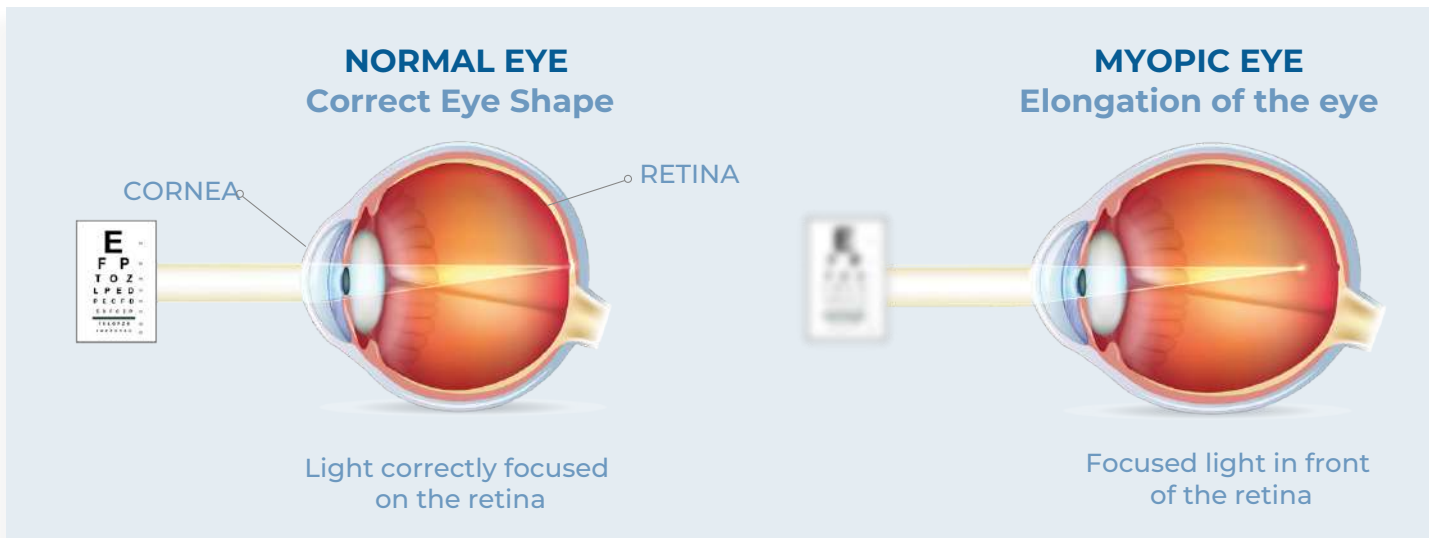 NORMAL EYE
Correct Eye Shape
CORNEA
RETINA
E
F P
T O Z
L P E D
Light correctly focused
on the retina
MYOPIC EYE
Elongation of the eye
E
Focused light in front
of the retina